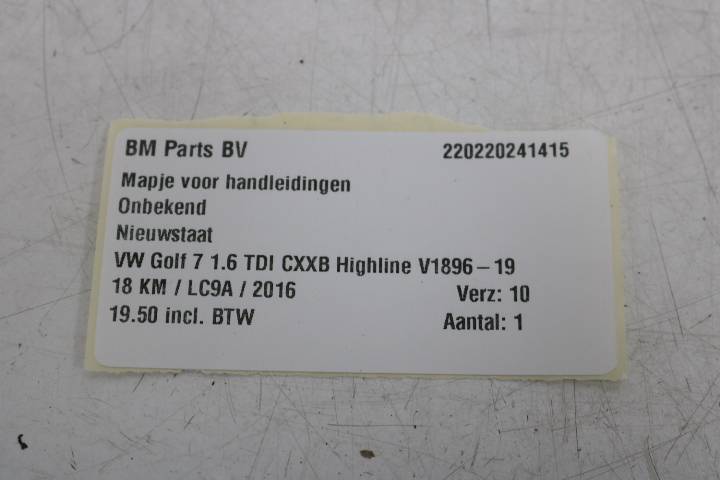 BM Parts BV 220220241415
Mapje voor handleidingen
Onbekend
Nieuwstaat
VW Golf 7 1.6 TDI CXXB Highline V1896-19
18 KM / LC9A / 2016 Verz: 10
19.50 incl. BTW Aantal: 1